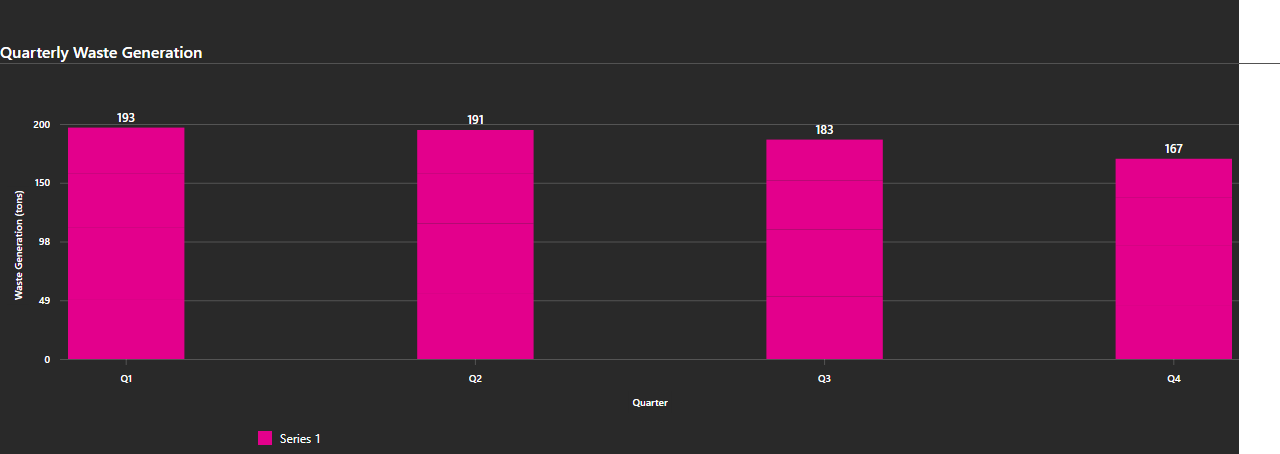 Quarterly Waste Generation
193
191
183
167
200
150
98
49
0
Waste Generation (tons)
Q1 Q2 Q3 Q4
Quarter
Series 1